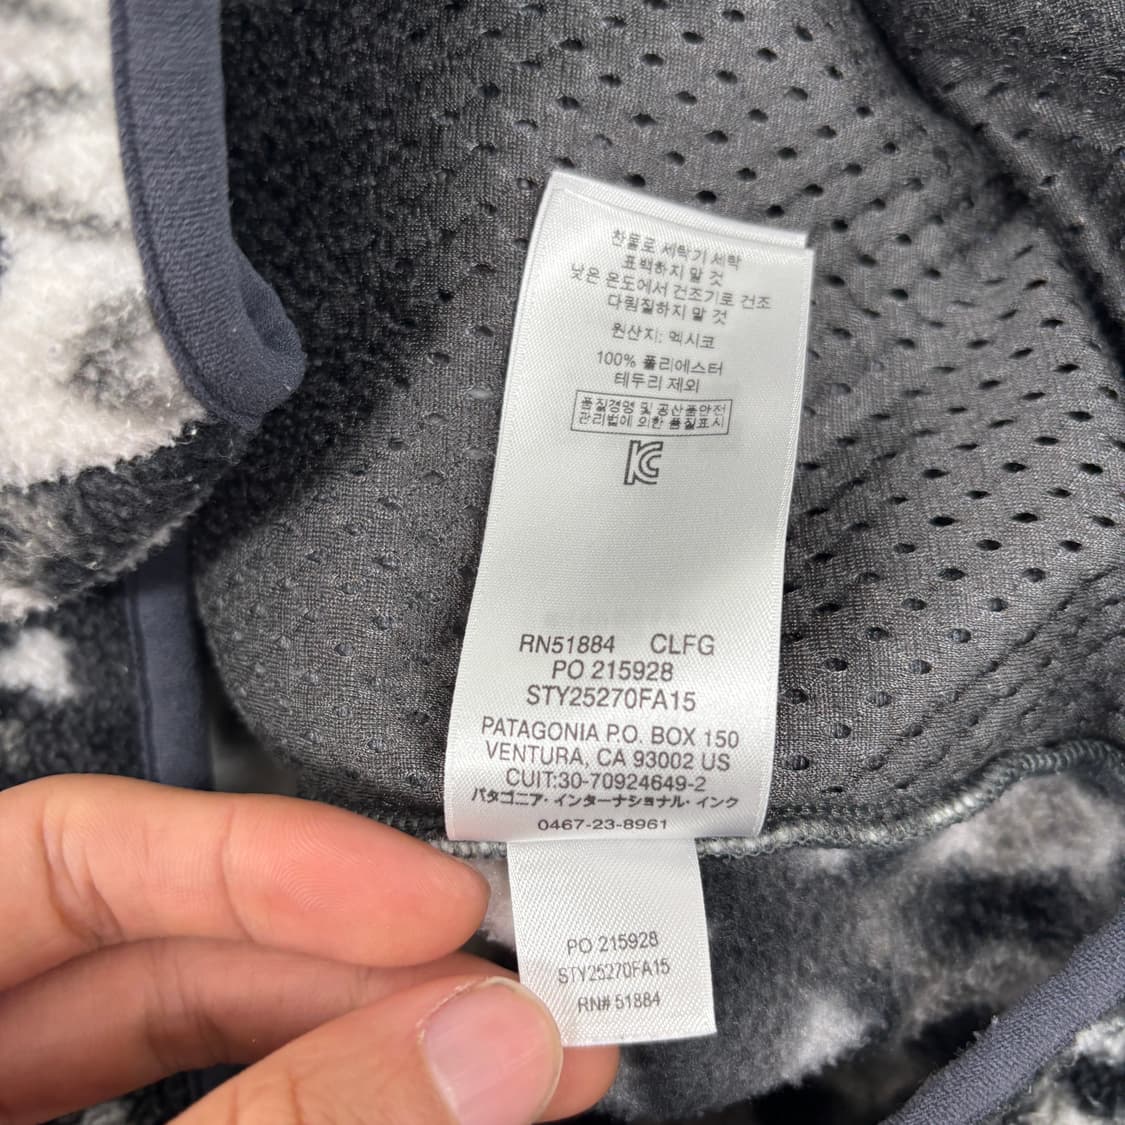 찬물로 세탁기 세탁
표백하지 말 것
낮은 온도에서 건조기로 건조
다림질하지 말 것
원산지: 멕시코
100% 폴리에스터
테두리 제외
품질경영 및 공산품안전
관리법에 의한 품질표시
RN51884 CLFG
PO 215928
STY25270FA15
PATAGONIA P.O. BOX 150
VENTURA, CA 93002 US
CUIT:30-70924649-2
パタゴニア・インターナショナル・インク
0467-23-8961
PO 215928
STY25270FA15
RN# 51884